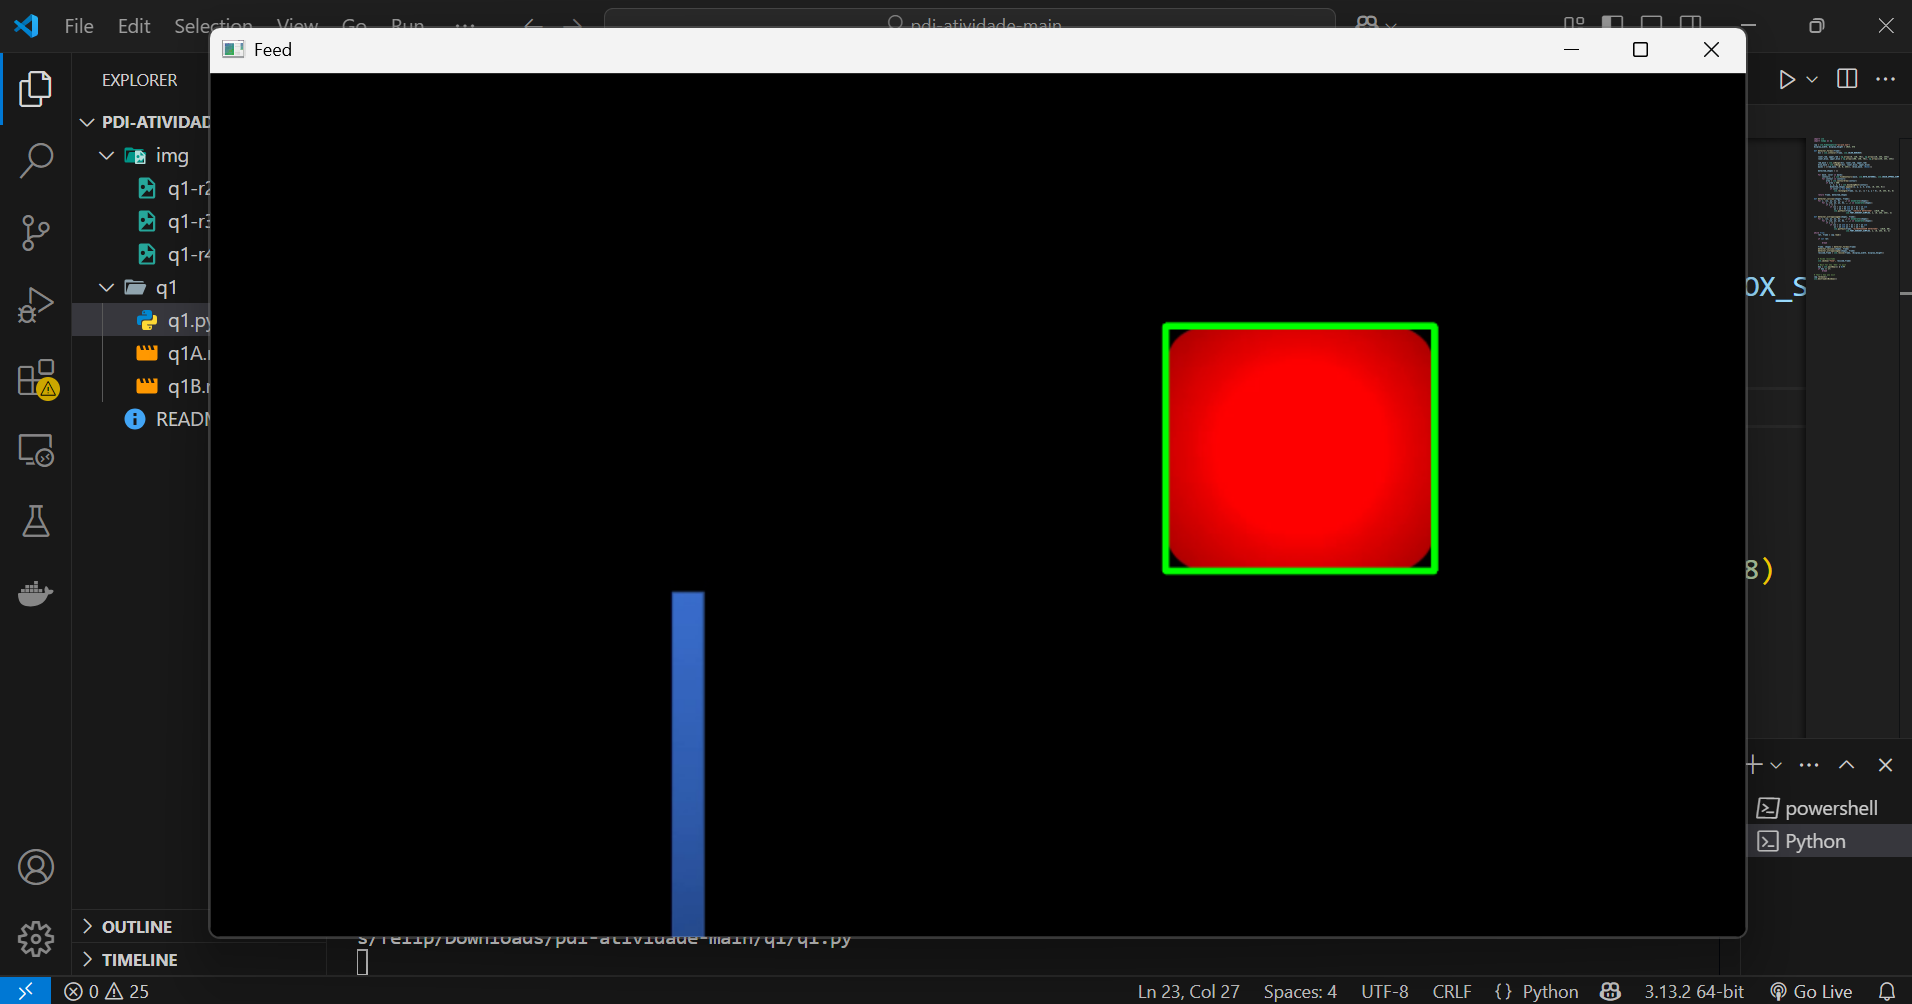 File Edit Selection View Go Run ··· pdi-atividade-main
Feed
EXPLORER
PDI-ATIVIDAD
img
q1-r2
q1-r3
q1-r4
q1
q1.py
q1A.
q1B.
READ
OX_S
8)
powershell
Python
OUTLINE
TIMELINE
s/felip/Downloads/pdi-atividade-main/q1/q1.py
0 25 Ln 23, Col 27 Spaces: 4 UTF-8 CRLF {} Python 3.13.2 64-bit Go Live